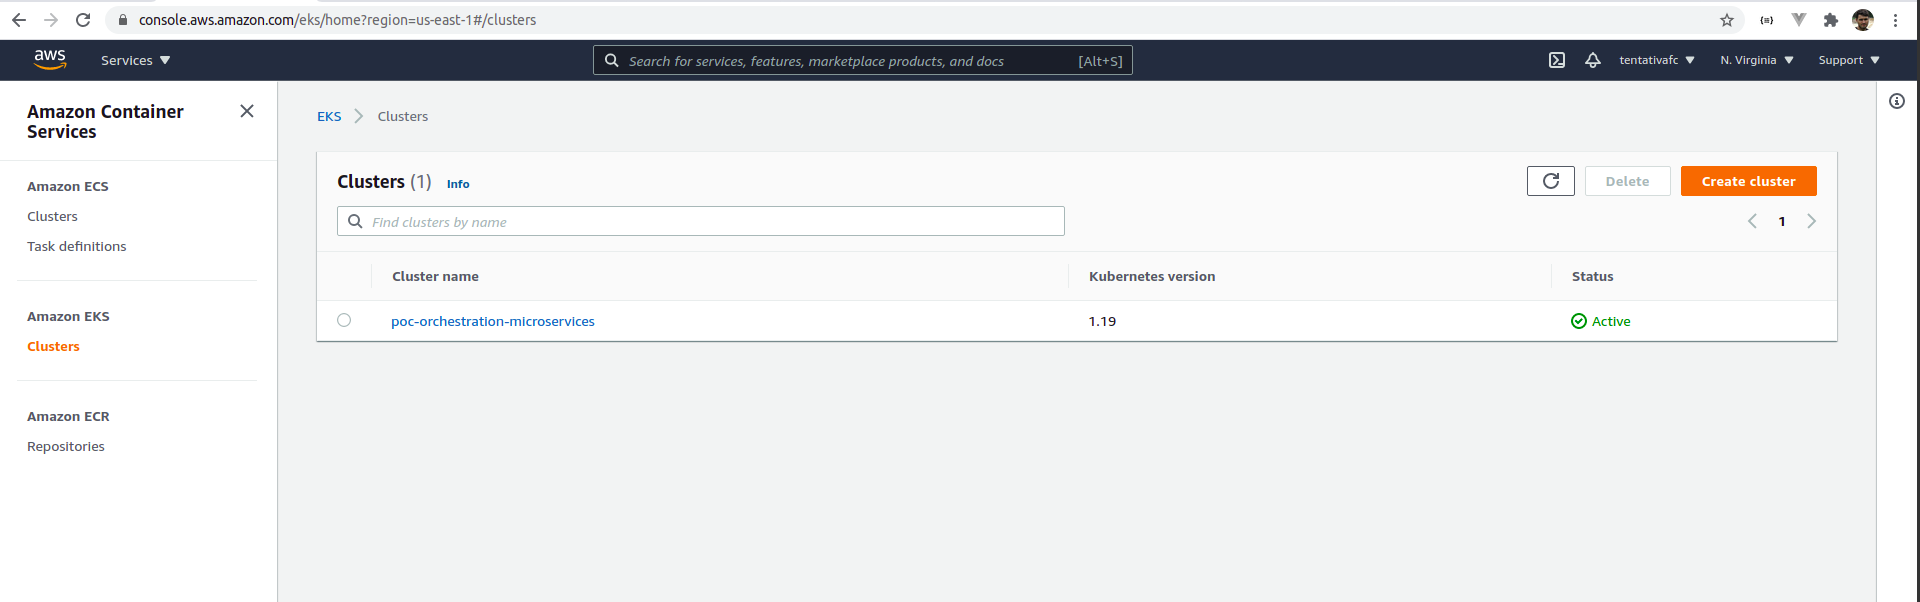 console.aws.amazon.com/eks/home?region=us-east-1#/clusters
aws Services Search for services, features, marketplace products, and docs [Alt+S] tentativafc N. Virginia Support
Amazon Container
Services
Amazon ECS
Clusters
Task definitions
Amazon EKS
Clusters
Amazon ECR
Repositories
EKS Clusters
Clusters (1) Info Delete Create cluster
Find clusters by name 1
Cluster name Kubernetes version Status
poc-orchestration-microservices 1.19 Active